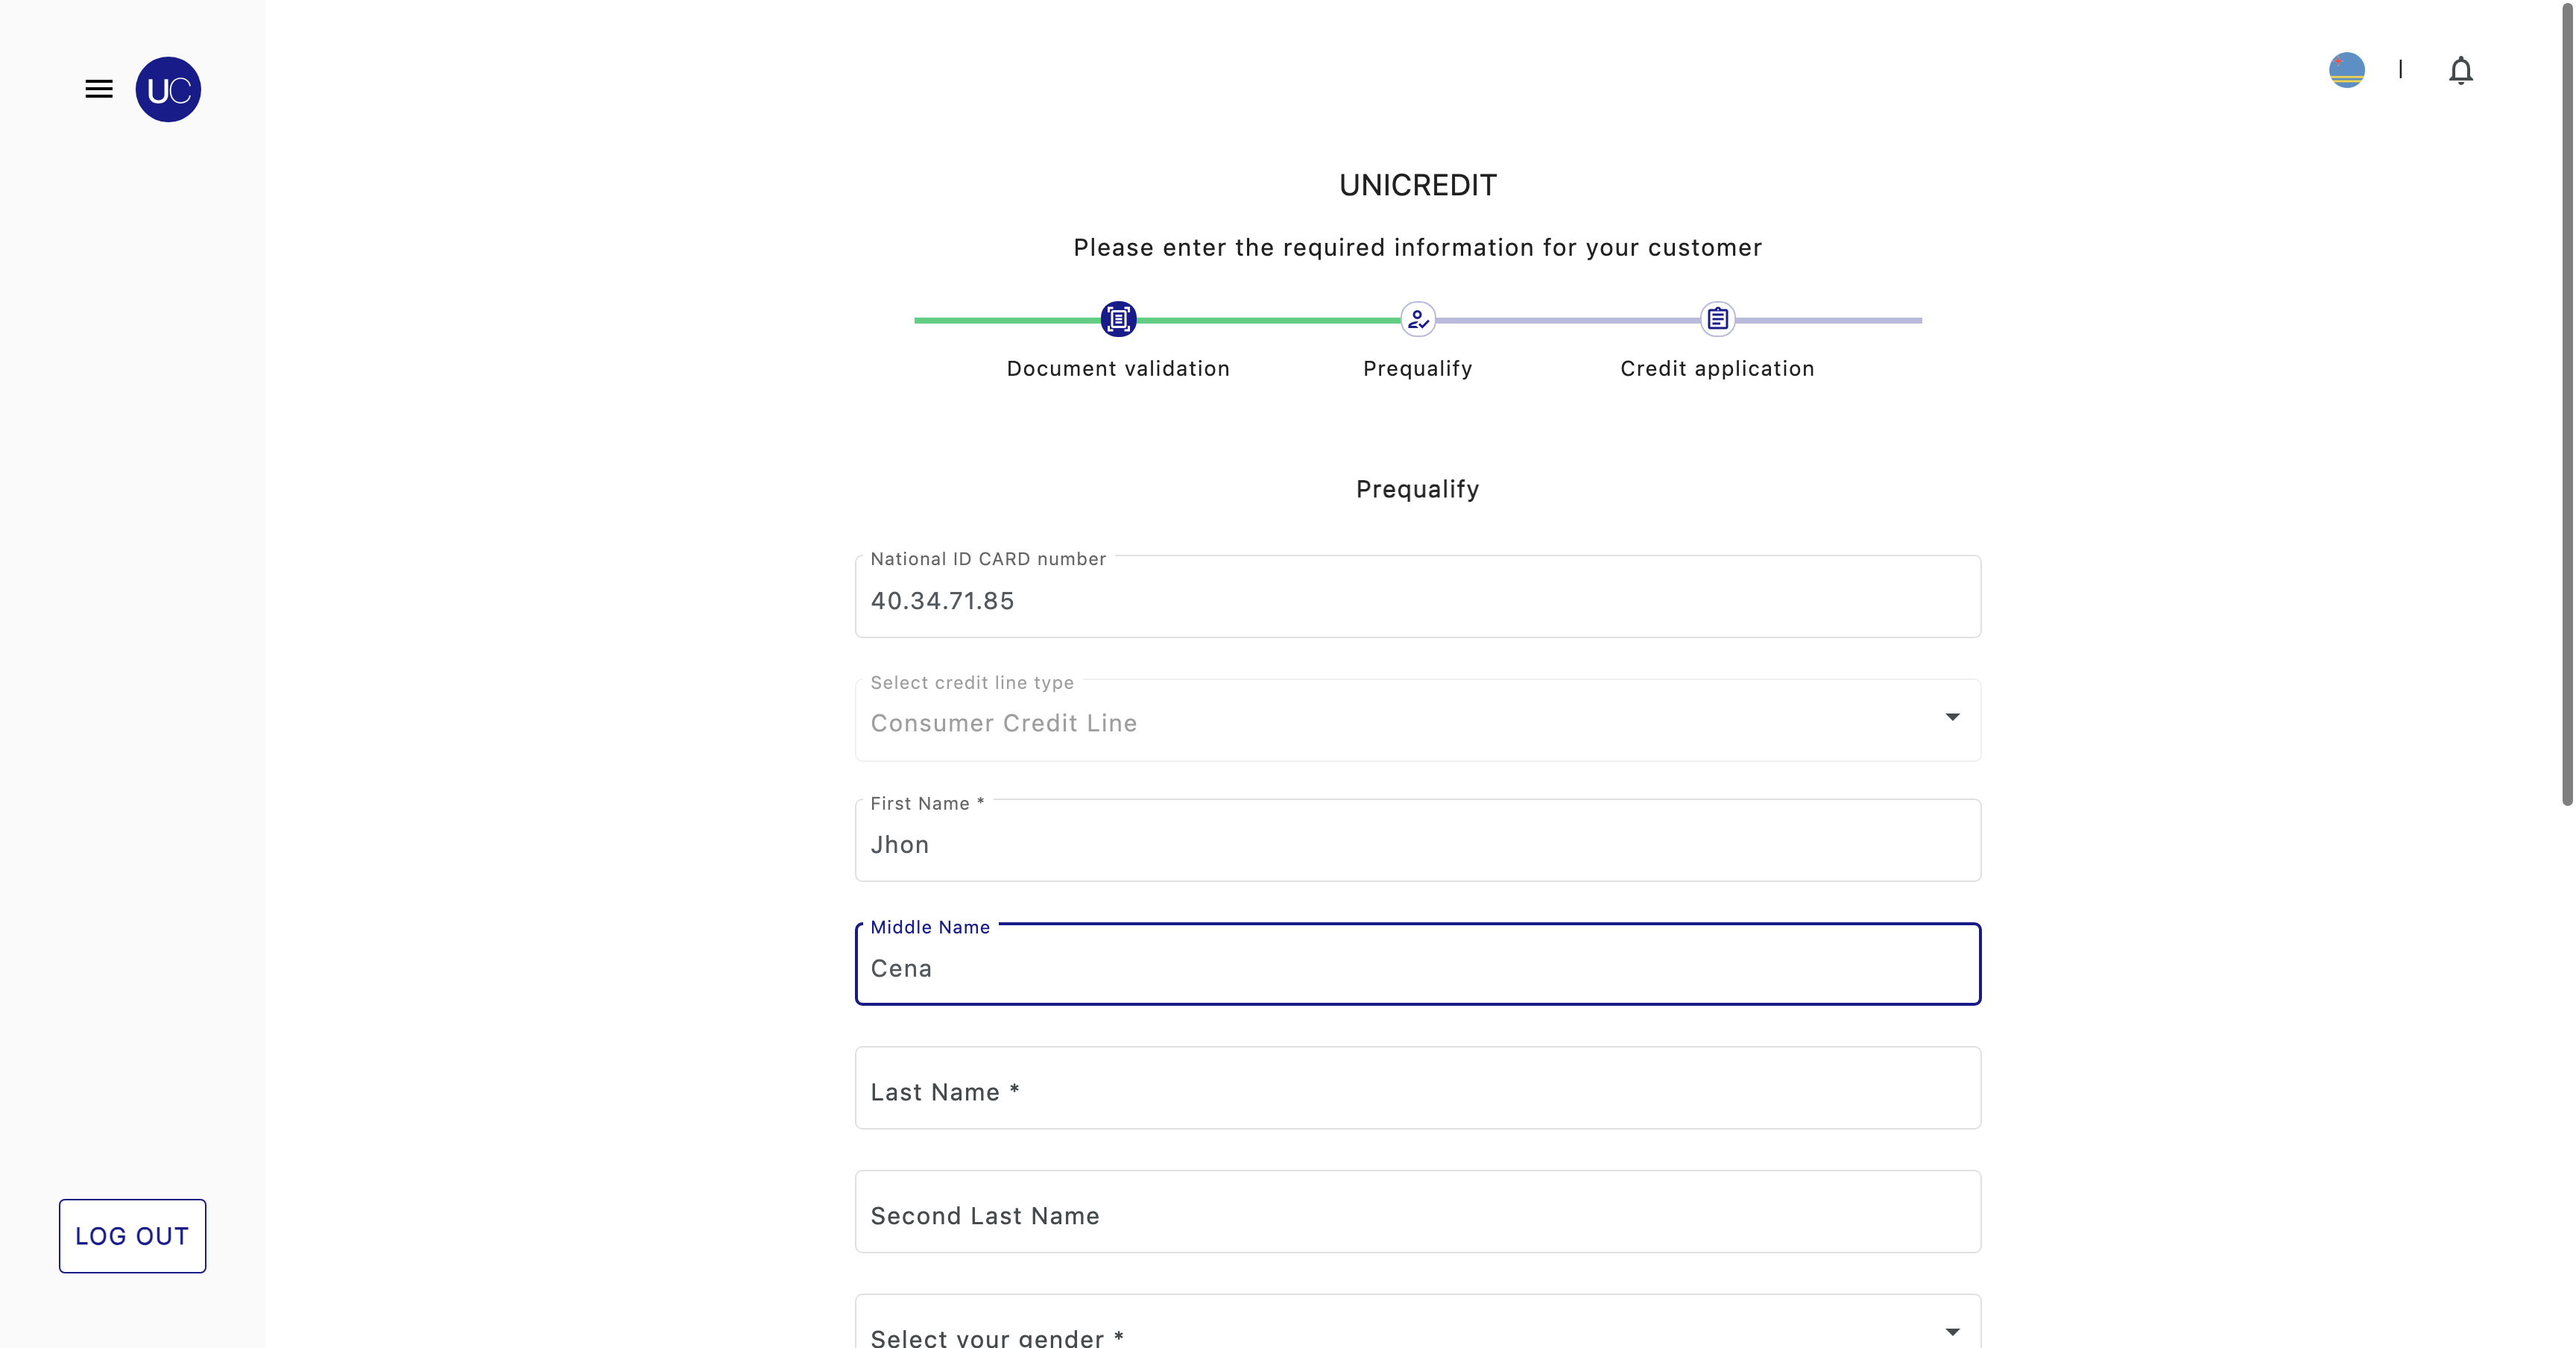 UC
UNICREDIT
Please enter the required information for your customer
Document validation
Prequalify
Credit application
Prequalify
National ID CARD number
40.34.71.85
Select credit line type
Consumer Credit Line
First Name *
Jhon
Middle Name
Cena
Last Name *
Second Last Name
Select your gender *
LOG OUT